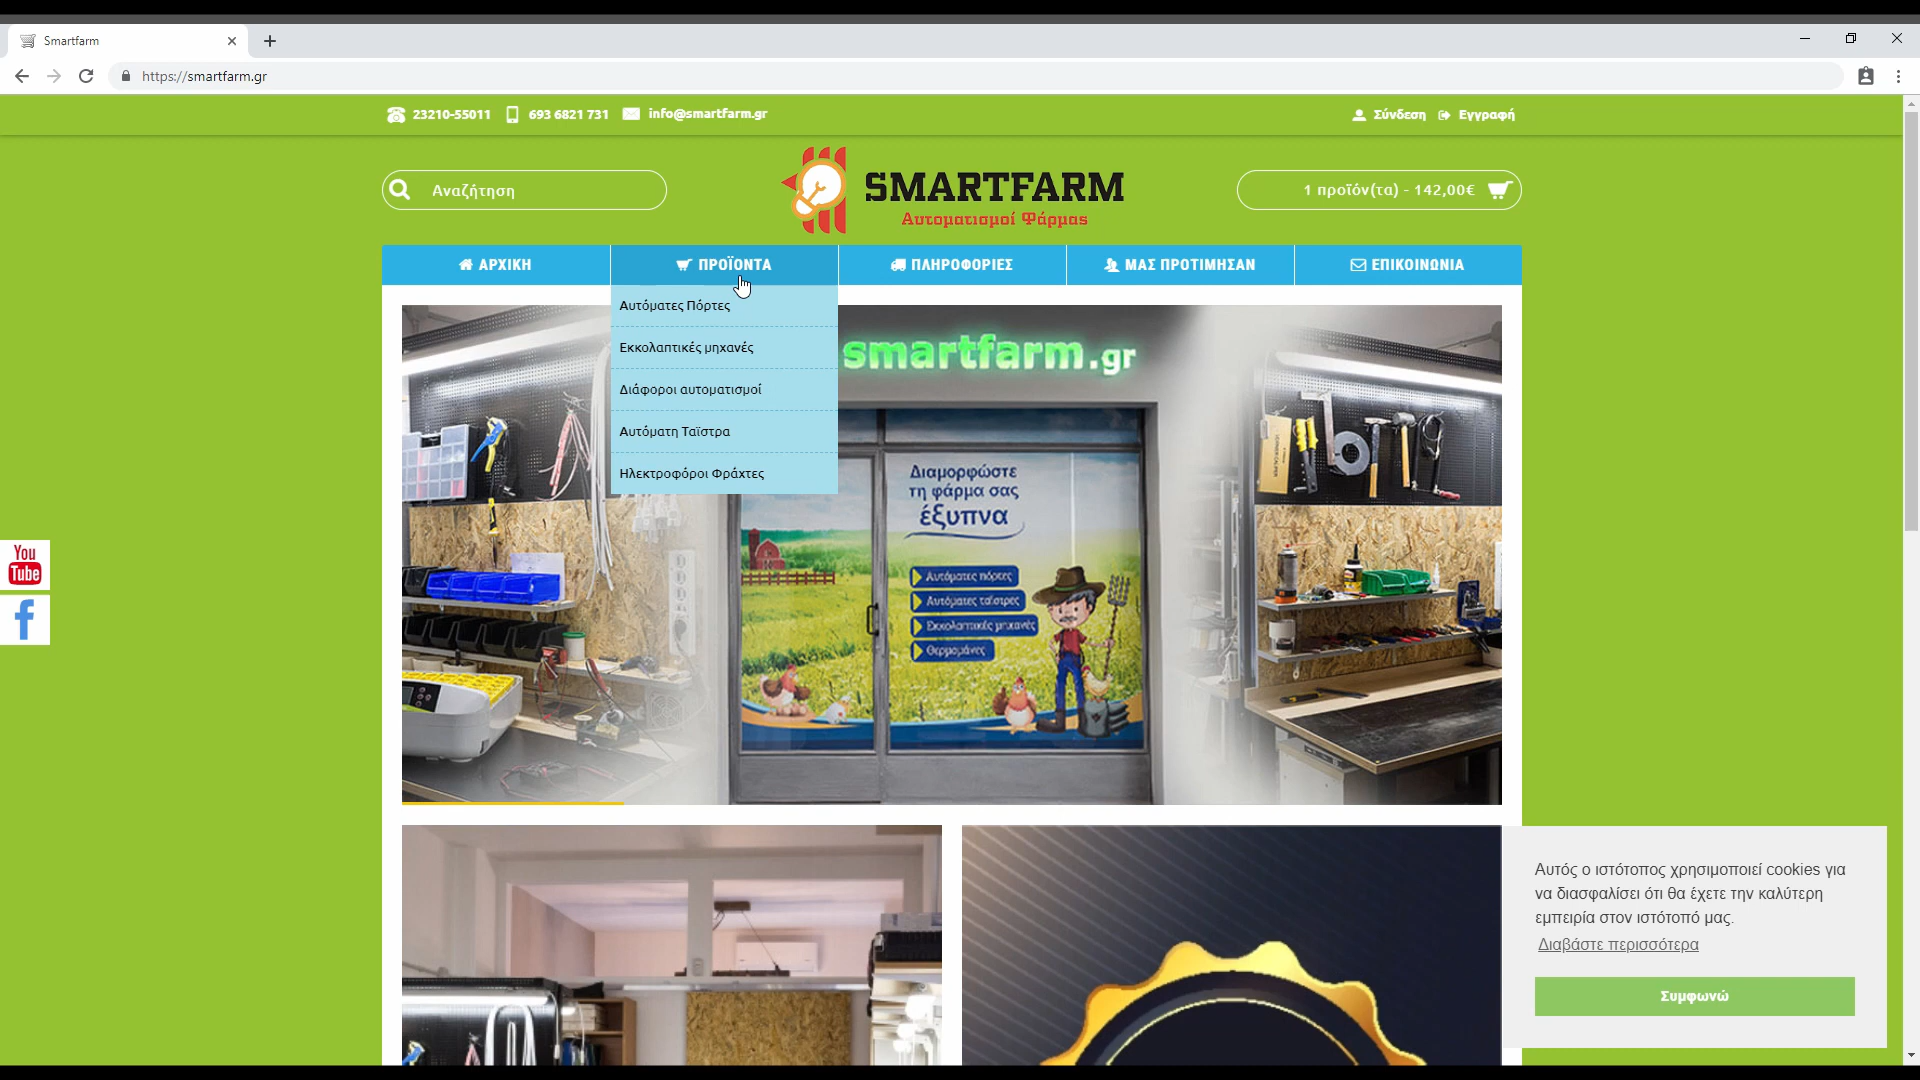 Smartfarm
https://smartfarm.gr
23210-55011
693 6821 731
info@smartfarm.gr
Σύνδεση
Εγγραφή
Αναζήτηση
SMARTFARM
Αυτοματισμοί Φάρμας
1 προϊόν(τα) - 142,00€
ΑΡΧΙΚΗ
ΠΡΟΪΟΝΤΑ
ΠΛΗΡΟΦΟΡΙΕΣ
ΜΑΣ ΠΡΟΤΙΜΗΣΑΝ
ΕΠΙΚΟΙΝΩΝΙΑ
Αυτόματες Πόρτες
Εκκολαπτικές μηχανές
Διάφοροι αυτοματισμοί
Αυτόματη Ταϊστρα
Ηλεκτροφόροι Φράχτες
smartfarm.gr
Διαμορφώστε
τη φάρμα σας
έξυπνα
Αυτόματες πόρτες
Αυτόματες ταΐστρες
Εκκολαπτικές μηχανές
Θερμομάνες
You
Tube
Αυτός ο ιστότοπος χρησιμοποιεί cookies για
να διασφαλίσει ότι θα έχετε την καλύτερη
εμπειρία στον ιστότοπό μας.
Διαβάστε περισσότερα
Συμφωνώ